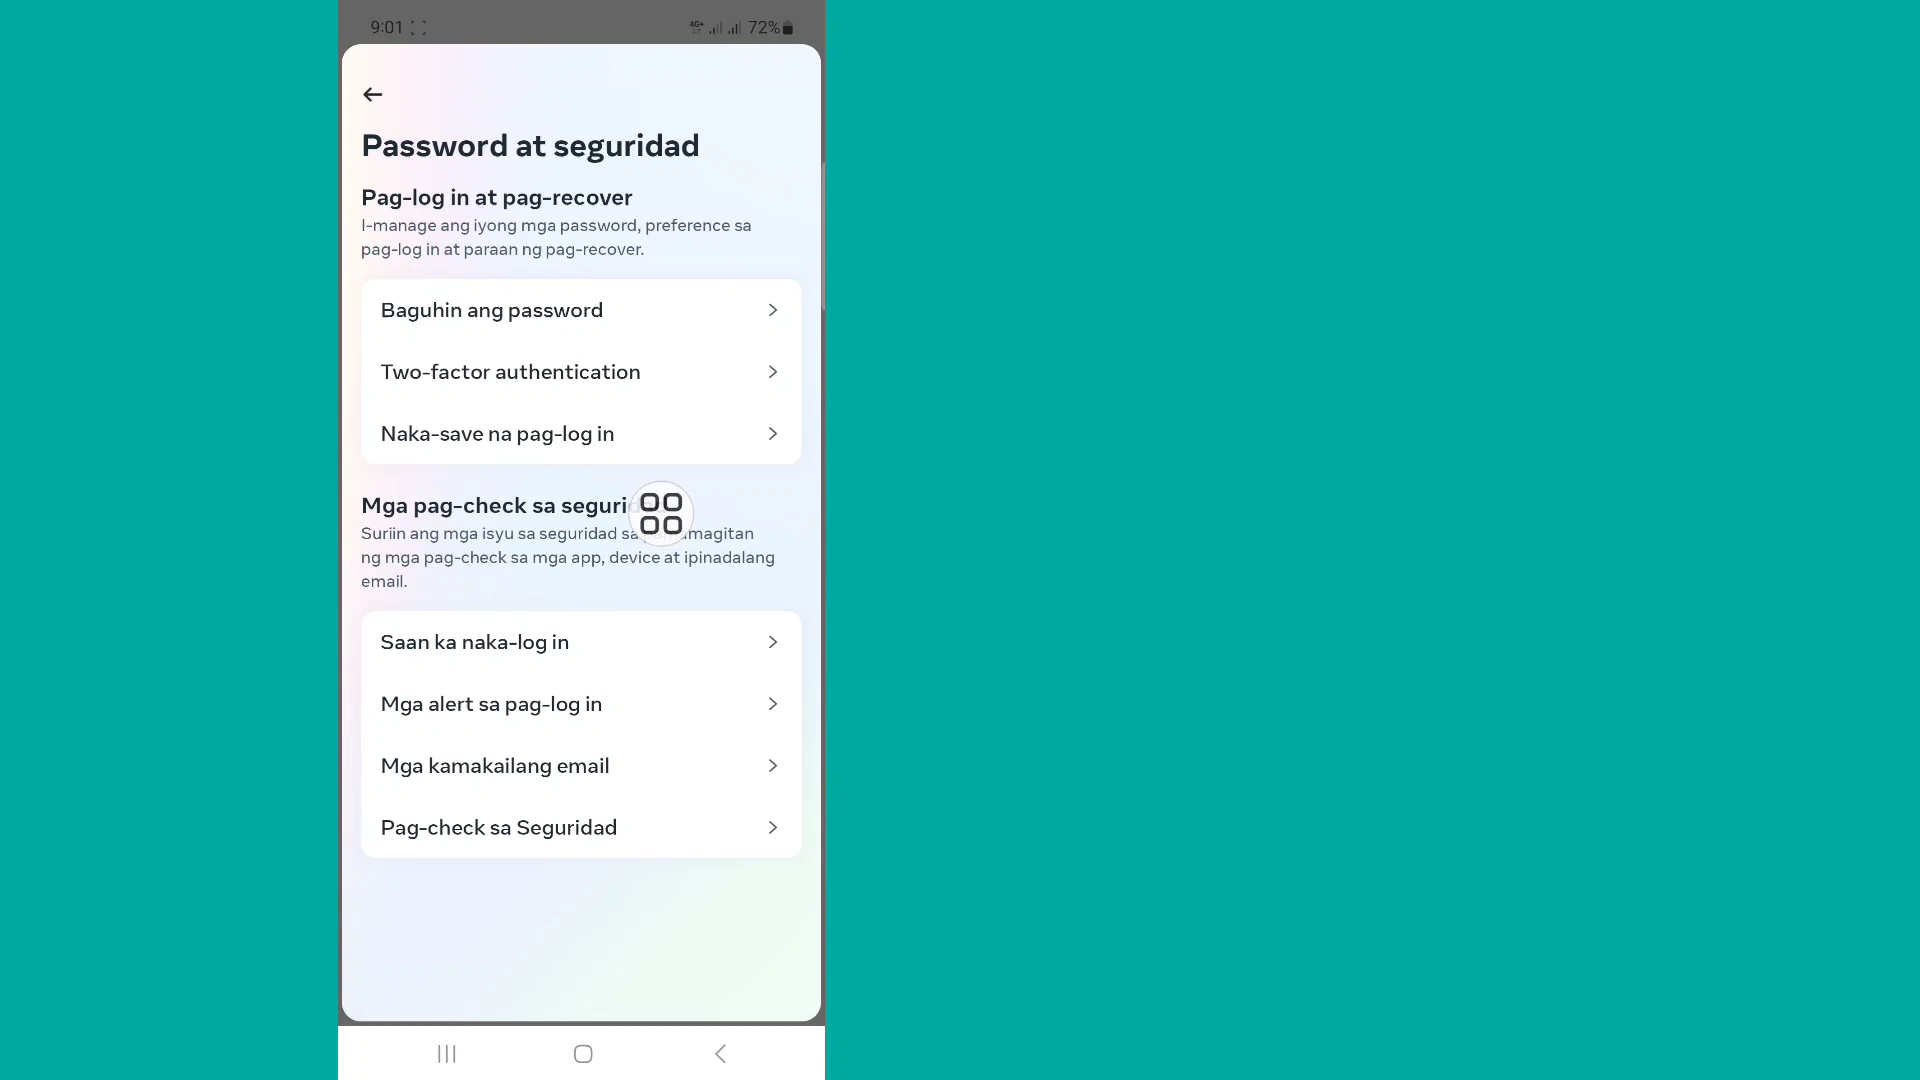 9:01
4G+ 72%
Password at seguridad
Pag-log in at pag-recover
I-manage ang iyong mga password, preference sa
pag-log in at paraan ng pag-recover.
Baguhin ang password
Two-factor authentication
Naka-save na pag-log in
Mga pag-check sa
Suriin ang mga isyu sa seguridad
ng mga pag-check sa mga app, device at ipinadalang
email.
Saan ka naka-log in
Mga alert sa pag-log in
Mga kamakailang email
Pag-check sa Seguridad